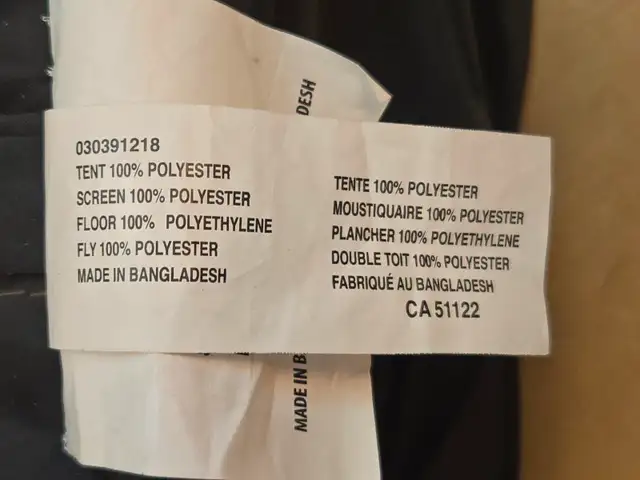 030391218
TENT 100% POLYESTER
SCREEN 100% POLYESTER
FLOOR 100% POLYETHYLENE
FLY 100% POLYESTER
MADE IN BANGLADESH
TENTE 100% POLYESTER
MOUSTIQUAIRE 100% POLYESTER
PLANCHER 100% POLYETHYLENE
DOUBLE TOIT 100% POLYESTER
FABRIQUÉ AU BANGLADESH
CA 51122
MADE IN B
DESH